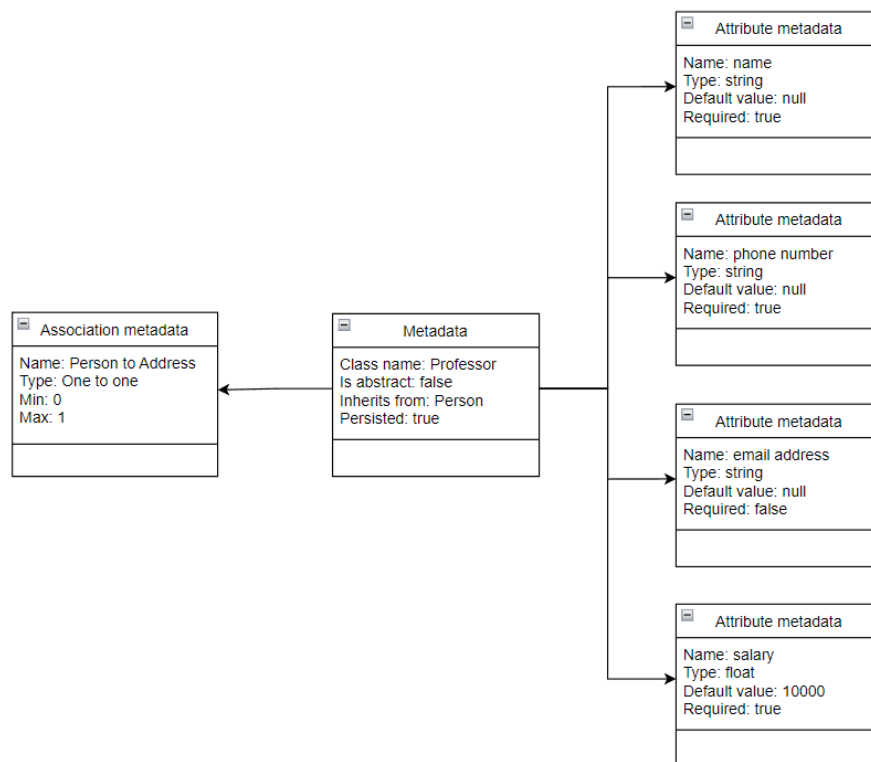 Attribute metadata
Name: name
Type: string
Default value: null
Required: true
Attribute metadata
Name: phone number
Type: string
Default value: null
Required: true
Association metadata
Name: Person to Address
Type: One to one
Min: 0
Max: 1
Metadata
Class name: Professor
Is abstract: false
Inherits from: Person
Persisted: true
Attribute metadata
Name: email address
Type: string
Default value: null
Required: false
Attribute metadata
Name: salary
Type: float
Default value: 10000
Required: true